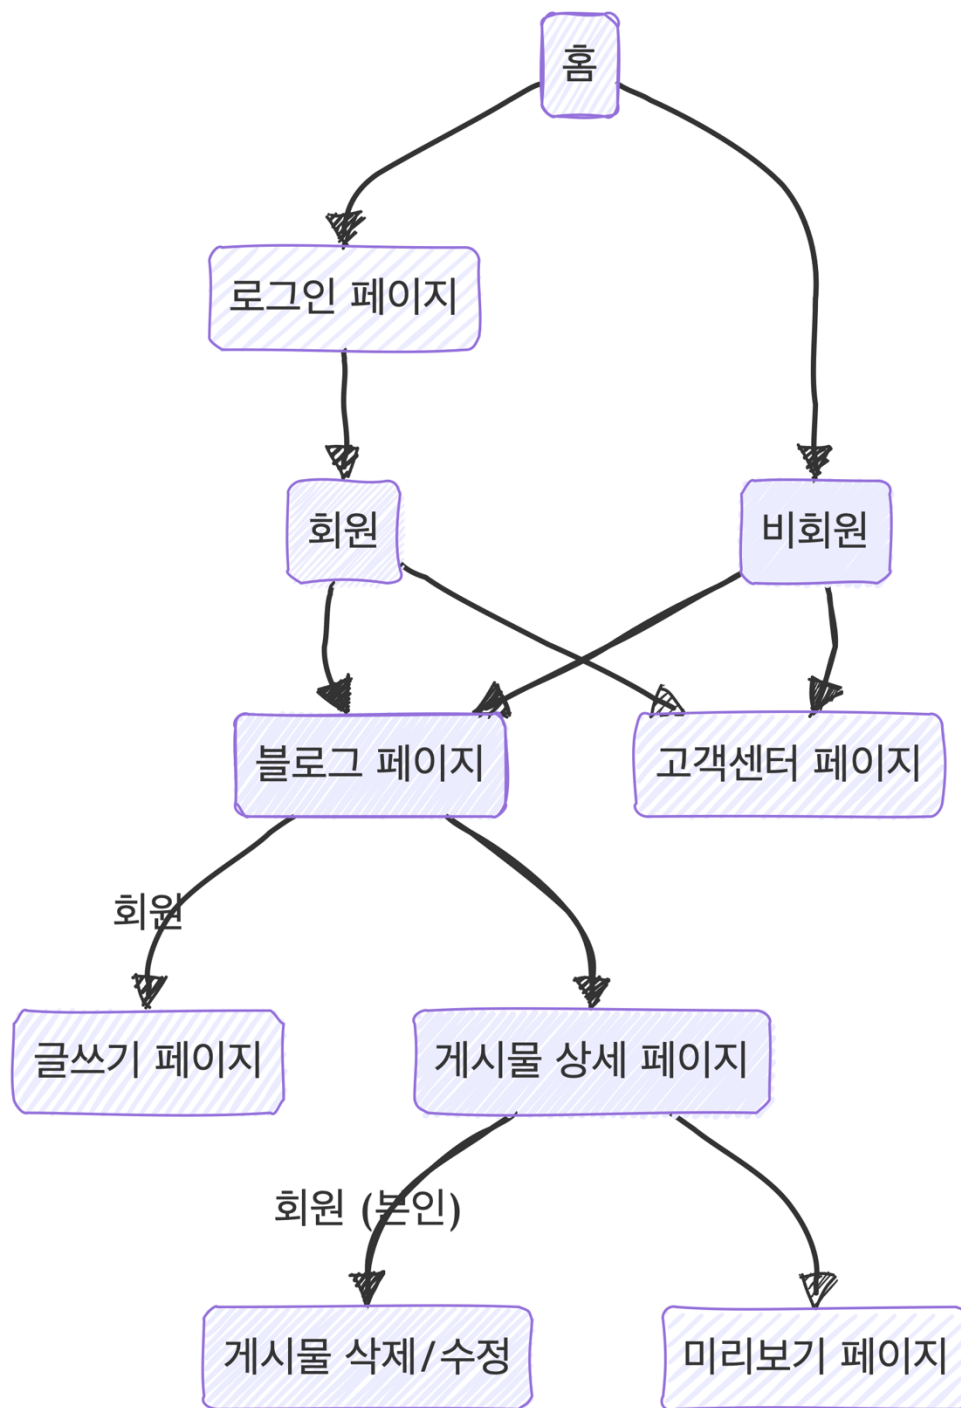 홈
로그인 페이지
회원
비회원
블로그 페이지
고객센터 페이지
회원
글쓰기 페이지
게시물 상세 페이지
회원 (본인)
게시물 삭제/수정
미리보기 페이지